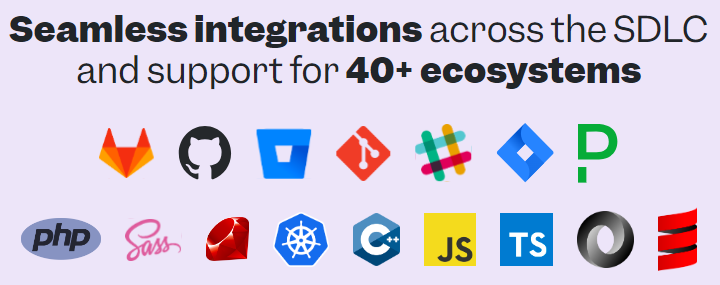 Seamless integrations across the SDLC
and support for 40+ ecosystems
P
php Sass C++ JS TS